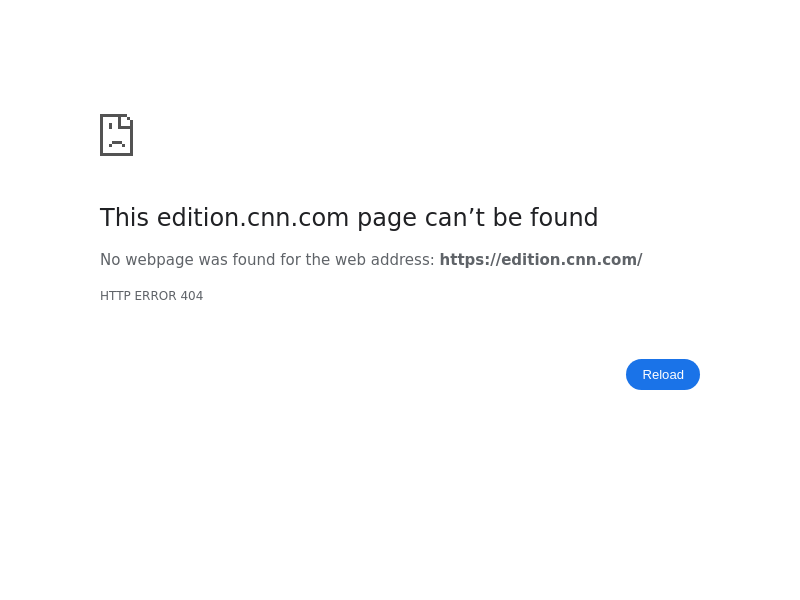 This edition.cnn.com page can’t be found
No webpage was found for the web address: https://edition.cnn.com/
HTTP ERROR 404
Reload